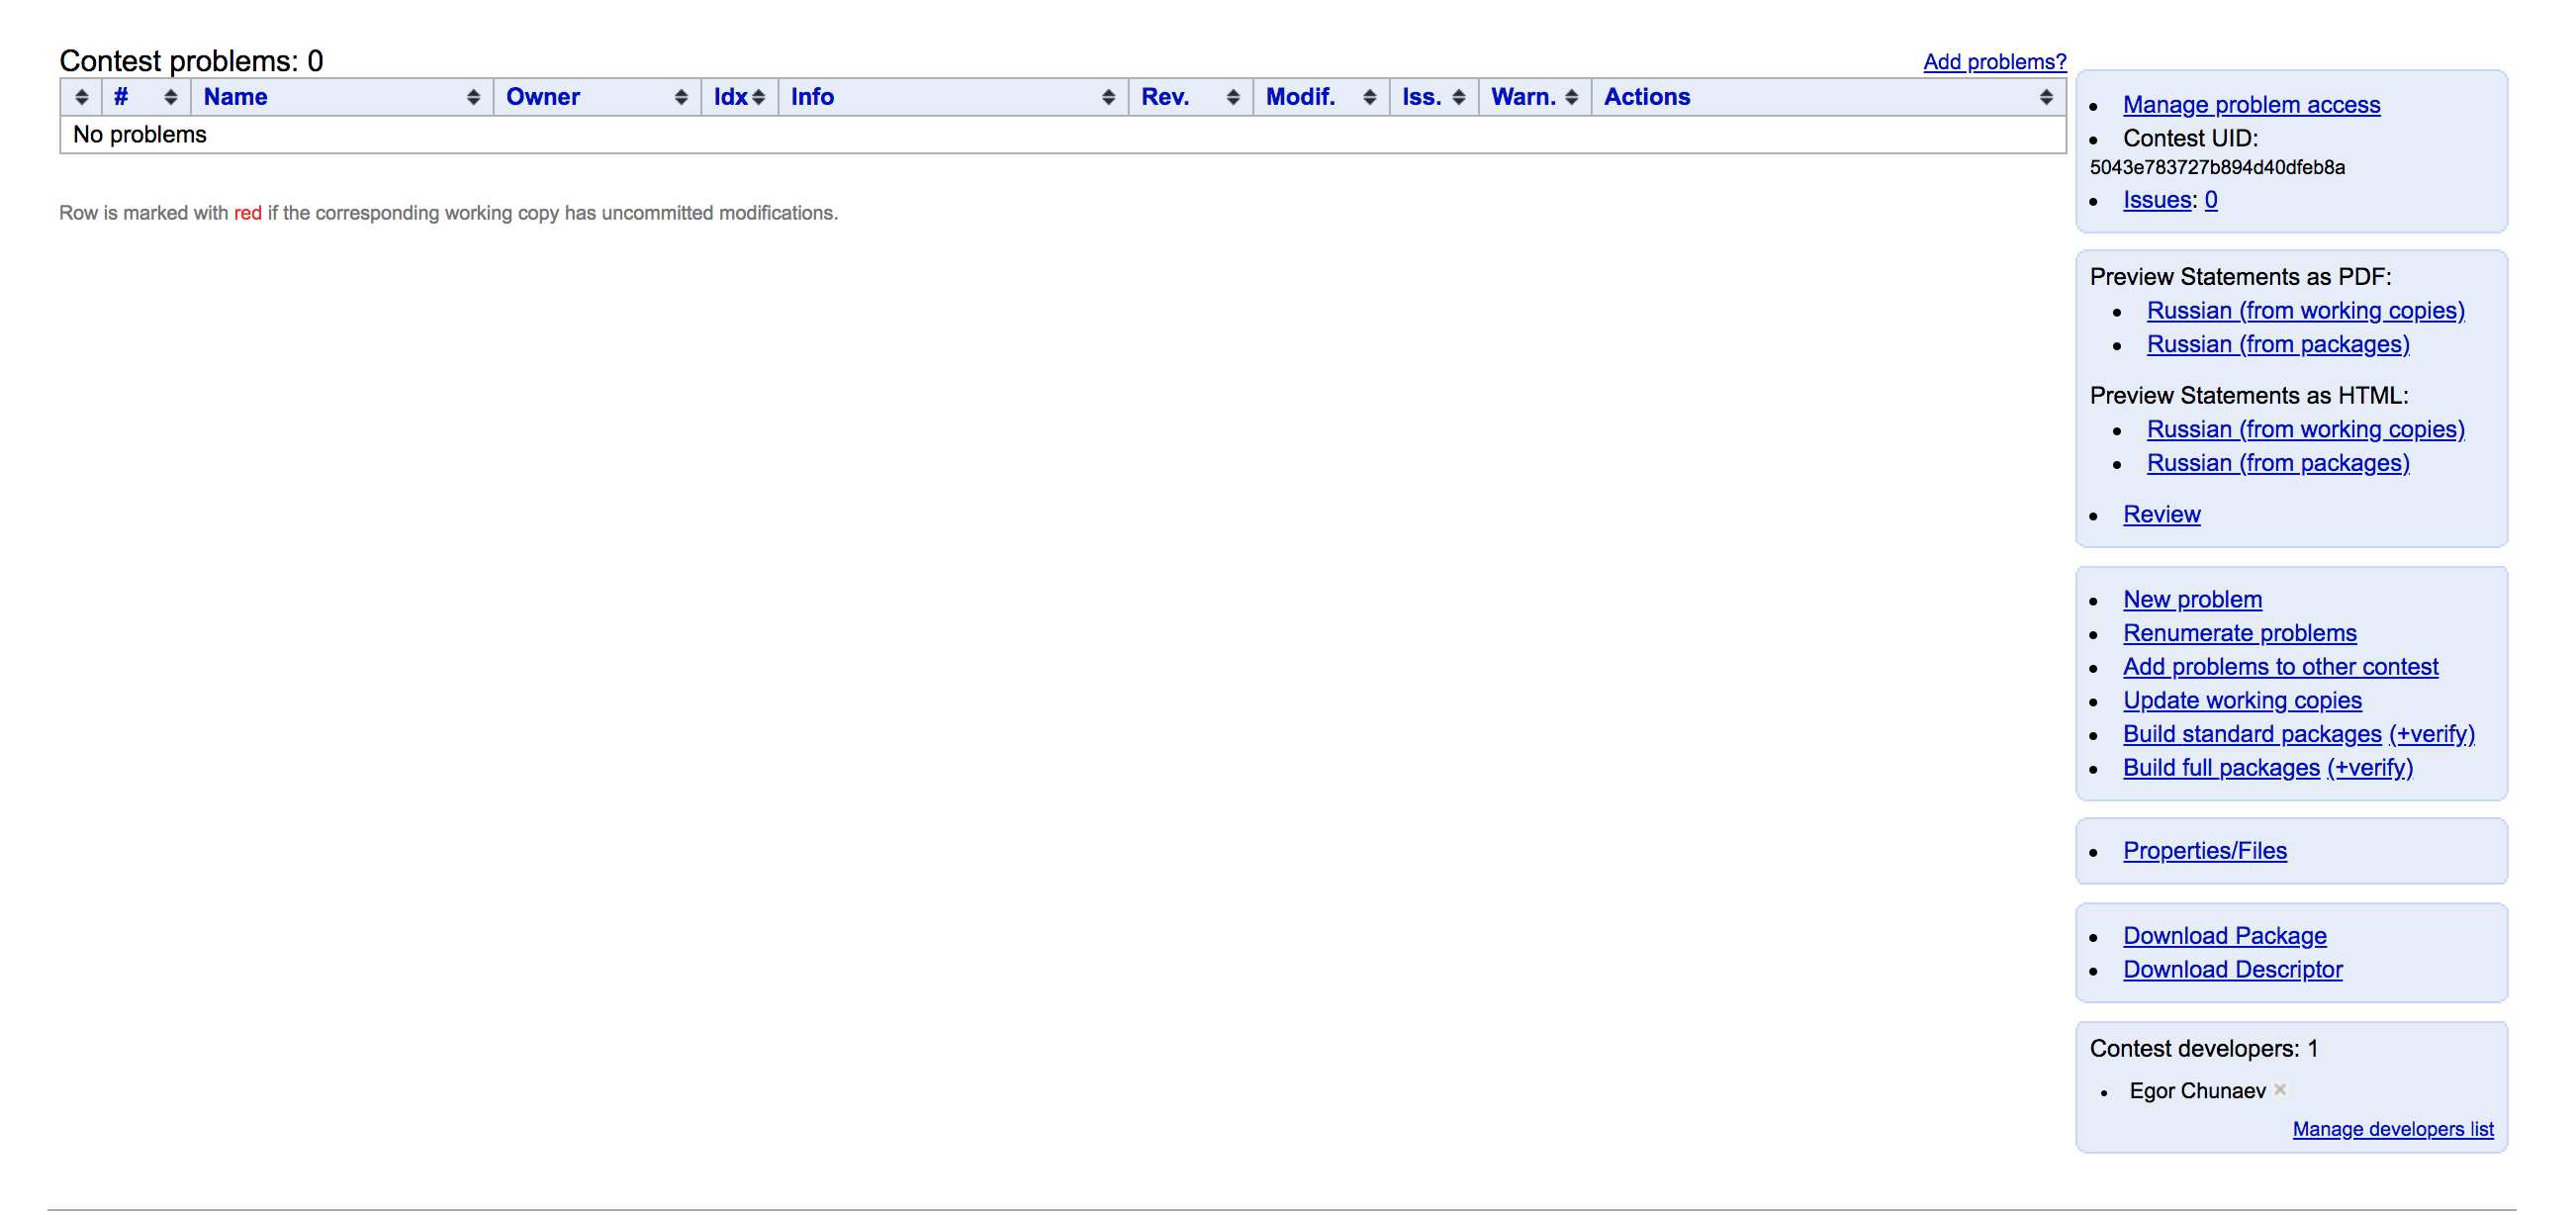 Contest problems: 0
Add problems?
# Name Owner Idx Info Rev. Modif. Iss. Warn. Actions
No problems
Row is marked with red if the corresponding working copy has uncommitted modifications.
Manage problem access
Contest UID:
5043e783727b894d40dfeb8a
Issues: 0
Preview Statements as PDF:
Russian (from working copies)
Russian (from packages)
Preview Statements as HTML:
Russian (from working copies)
Russian (from packages)
Review
New problem
Renumerate problems
Add problems to other contest
Update working copies
Build standard packages (+verify)
Build full packages (+verify)
Properties/Files
Download Package
Download Descriptor
Contest developers: 1
Egor Chunaev
Manage developers list